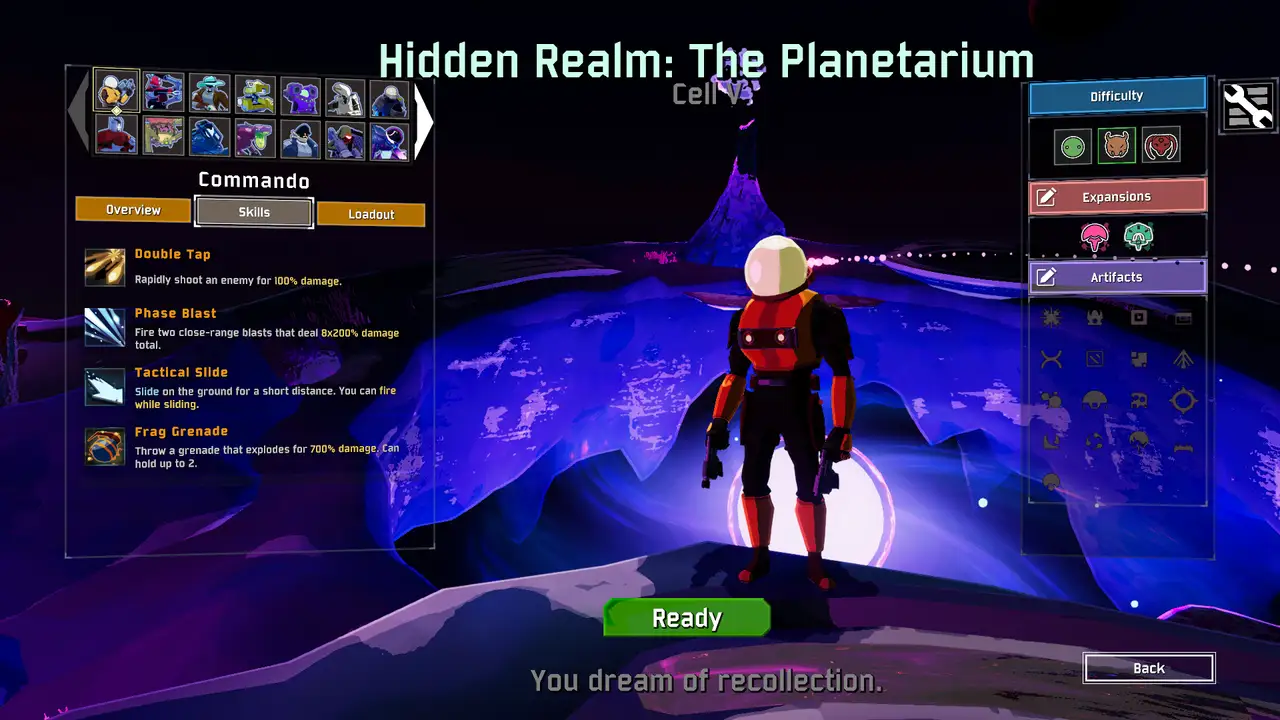 Hidden Realm: The Planetarium
Cell V
Difficulty
Expansions
Artifacts
Commando
Overview
Skills
Loadout
Double Tap
Rapidly shoot an enemy for 100% damage.
Phase Blast
Fire two close-range blasts that deal 8x200% damage
total.
Tactical Slide
Slide on the ground for a short distance. You can fire
while sliding.
Frag Grenade
Throw a grenade that explodes for 700% damage. Can
hold up to 2.
Ready
Back
You dream of recollection.